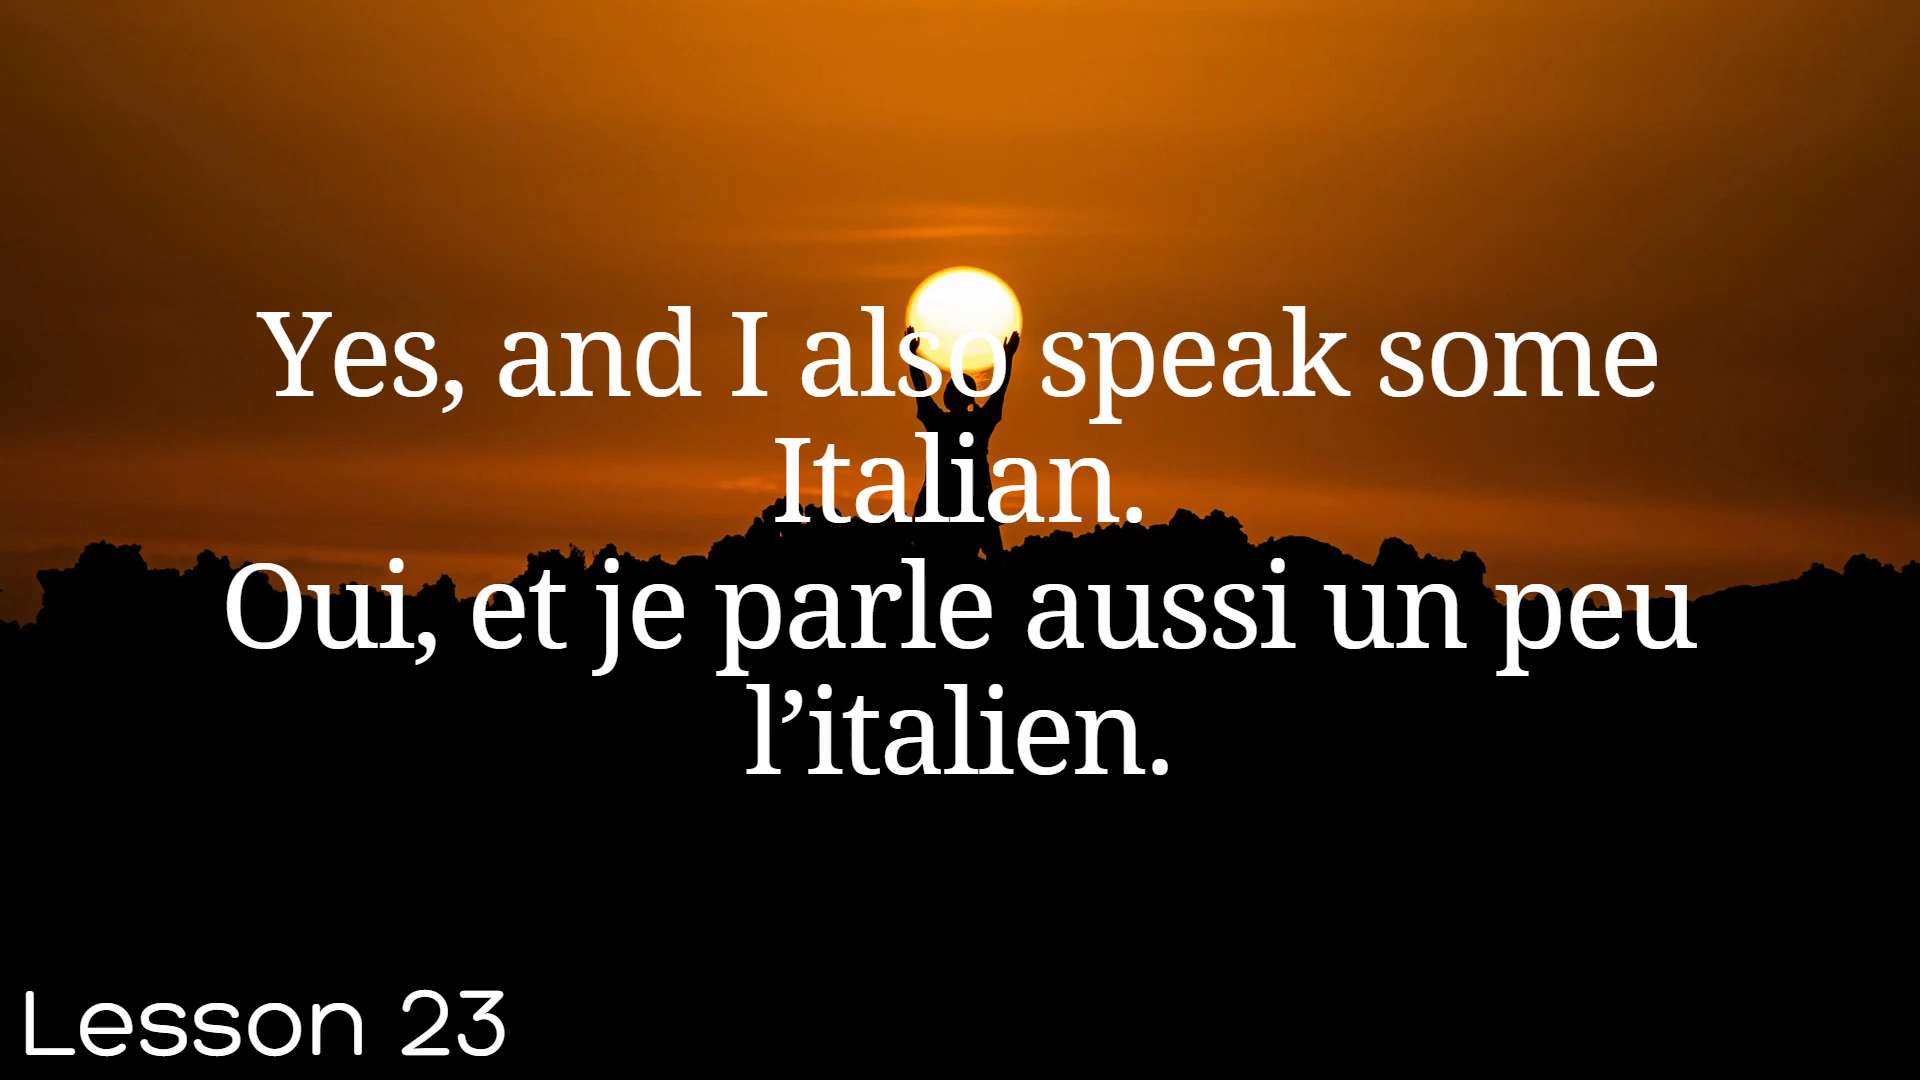 Yes, and I also speak some
Italian.
Oui, et je parle aussi un peu
l’italien.
Lesson 23